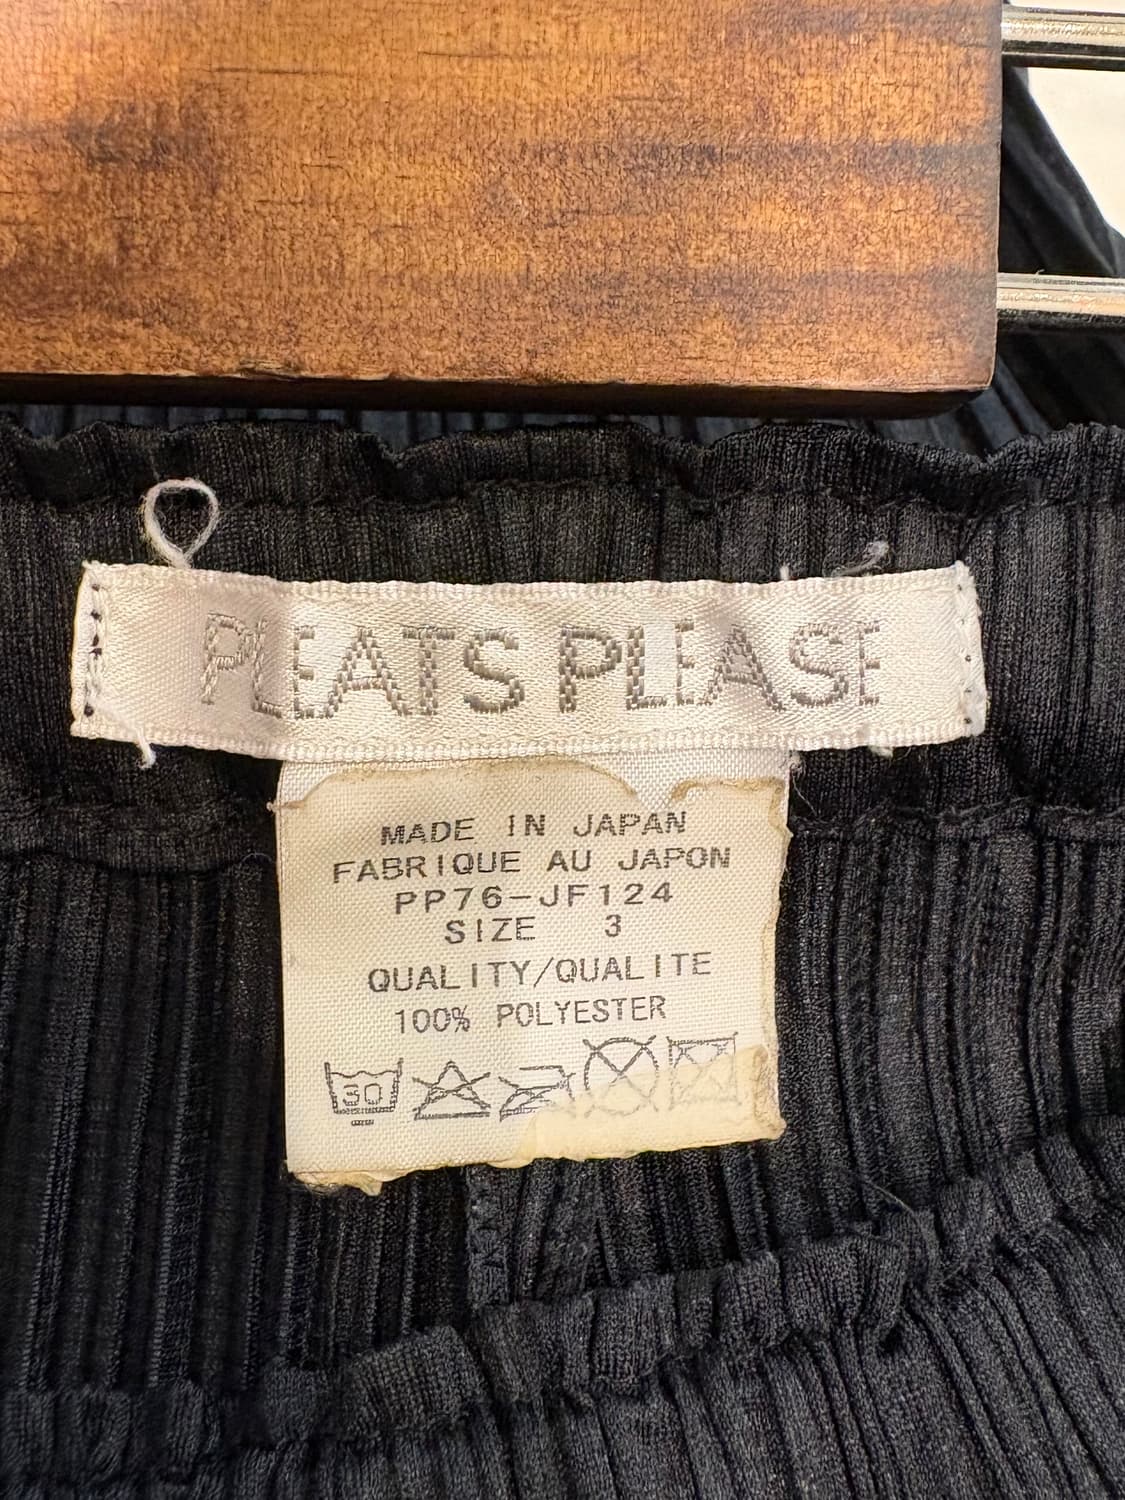 PLEATS PLEASE
MADE IN JAPAN
FABRIQUE AU JAPON
PP76-JF124
SIZE 3
QUALITY/QUALITE
100% POLYESTER
30